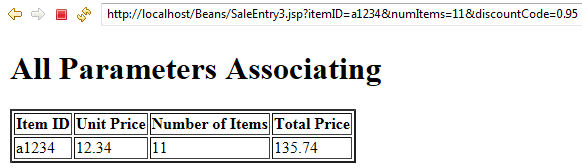 http://localhost/Beans/SaleEntry3.jsp?itemID=a1234&numItems=11&discountCode=0.95
All Parameters Associating
Item ID Unit Price Number of Items Total Price
a1234 12.34 11 135.74